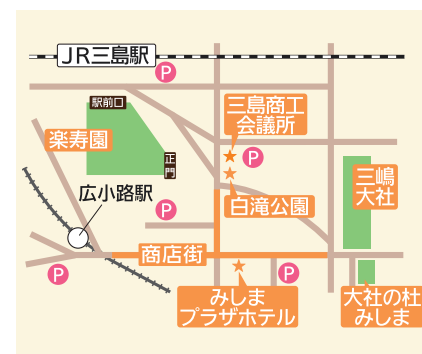 JR三島駅
P
駅前口
三島商工
会議所
楽寿園
正門
P
三嶋
大社
広小路駅
P
白滝公園
商店街
P
P
みしま
プラザホテル
大社の杜
みしま